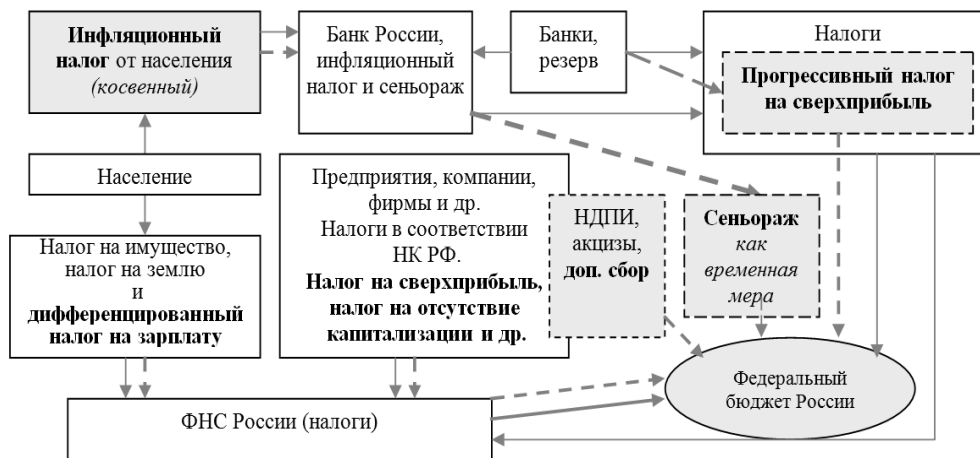 Инфляционный
налог от населения
(косвенный)
Банк России,
инфляционный
налог и сеньораж
Банки,
резерв
Налоги
Прогрессивный налог
на сверхприбыль
Население
Предприятия, компании,
фирмы и др.
Налоги в соответствии
НК РФ.
Налог на сверхприбыль,
налог на отсутствие
капитализации и др.
НДПИ,
акцизы,
доп. сбор
Сеньораж
как
временная
мера
Налог на имущество,
налог на землю
и
дифференцированный
налог на зарплату
Федеральный
бюджет России
ФНС России (налоги)